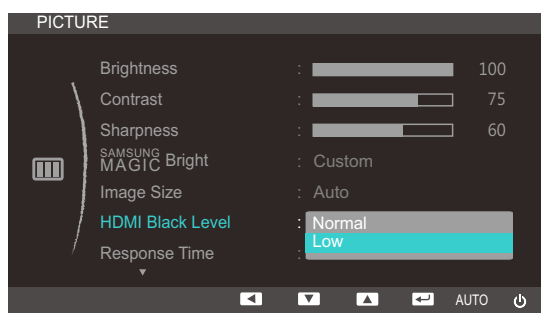 PICTURE
Brightness : 100
Contrast : 75
Sharpness : 60
SAMSUNG MAGIC Bright : Custom
Image Size : Auto
HDMI Black Level : Normal
Low
Response Time :
AUTO